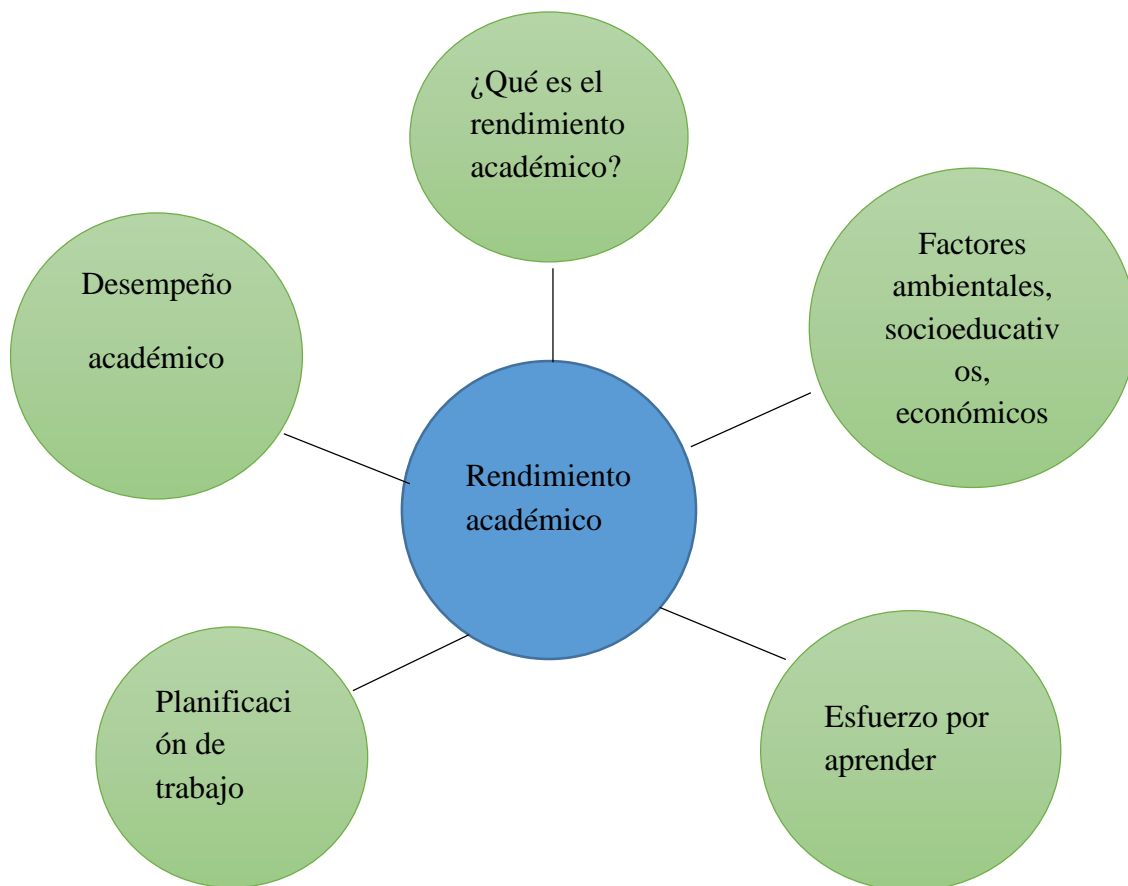 ¿Qué es el
rendimiento
académico?
Factores
ambientales,
socioeducativ
os,
económicos
Desempeño
académico
Rendimiento
académico
Planificaci
ón de
trabajo
Esfuerzo por
aprender